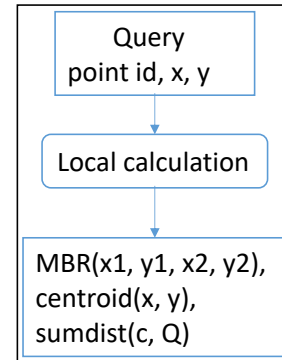 Query
point id, x, y
Local calculation
MBR(x1, y1, x2, y2),
centroid(x, y),
sumdist(c, Q)